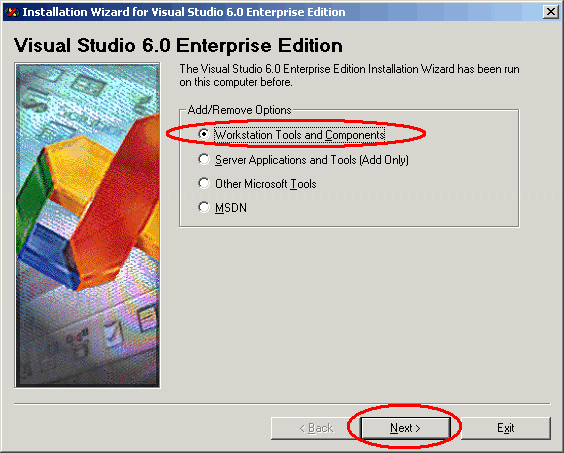 Installation Wizard for Visual Studio 6.0 Enterprise Edition
Visual Studio 6.0 Enterprise Edition
The Visual Studio 6.0 Enterprise Edition Installation Wizard has been run
on this computer before.
Add/Remove Options
Workstation Tools and Components
Server Applications and Tools (Add Only)
Other Microsoft Tools
MSDN
< Back
Next >
Exit